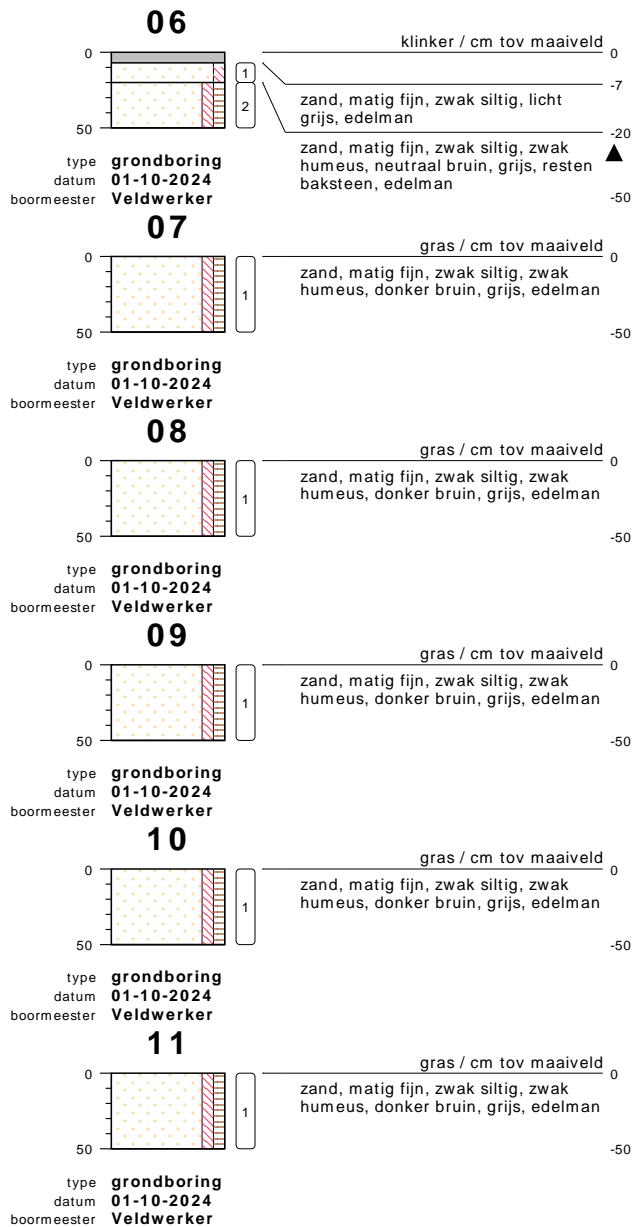 06
klinker / cm tov maaiveld
0
0
1
-7
zand, matig fijn, zwak siltig, licht
grijs, edelman
2
-20
50
zand, matig fijn, zwak siltig, zwak
humeus, neutraal bruin, grijs, resten
baksteen, edelman
-50
type grondboring
datum 01-10-2024
boormeester Veldwerker
07
gras / cm tov maaiveld
0
0
zand, matig fijn, zwak siltig, zwak
humeus, donker bruin, grijs, edelman
1
50
-50
type grondboring
datum 01-10-2024
boormeester Veldwerker
08
gras / cm tov maaiveld
0
0
zand, matig fijn, zwak siltig, zwak
humeus, donker bruin, grijs, edelman
1
50
-50
type grondboring
datum 01-10-2024
boormeester Veldwerker
09
gras / cm tov maaiveld
0
0
zand, matig fijn, zwak siltig, zwak
humeus, donker bruin, grijs, edelman
1
50
-50
type grondboring
datum 01-10-2024
boormeester Veldwerker
10
gras / cm tov maaiveld
0
0
zand, matig fijn, zwak siltig, zwak
humeus, donker bruin, grijs, edelman
1
50
-50
type grondboring
datum 01-10-2024
boormeester Veldwerker
11
gras / cm tov maaiveld
0
0
zand, matig fijn, zwak siltig, zwak
humeus, donker bruin, grijs, edelman
1
50
-50
type grondboring
datum 01-10-2024
boormeester Veldwerker